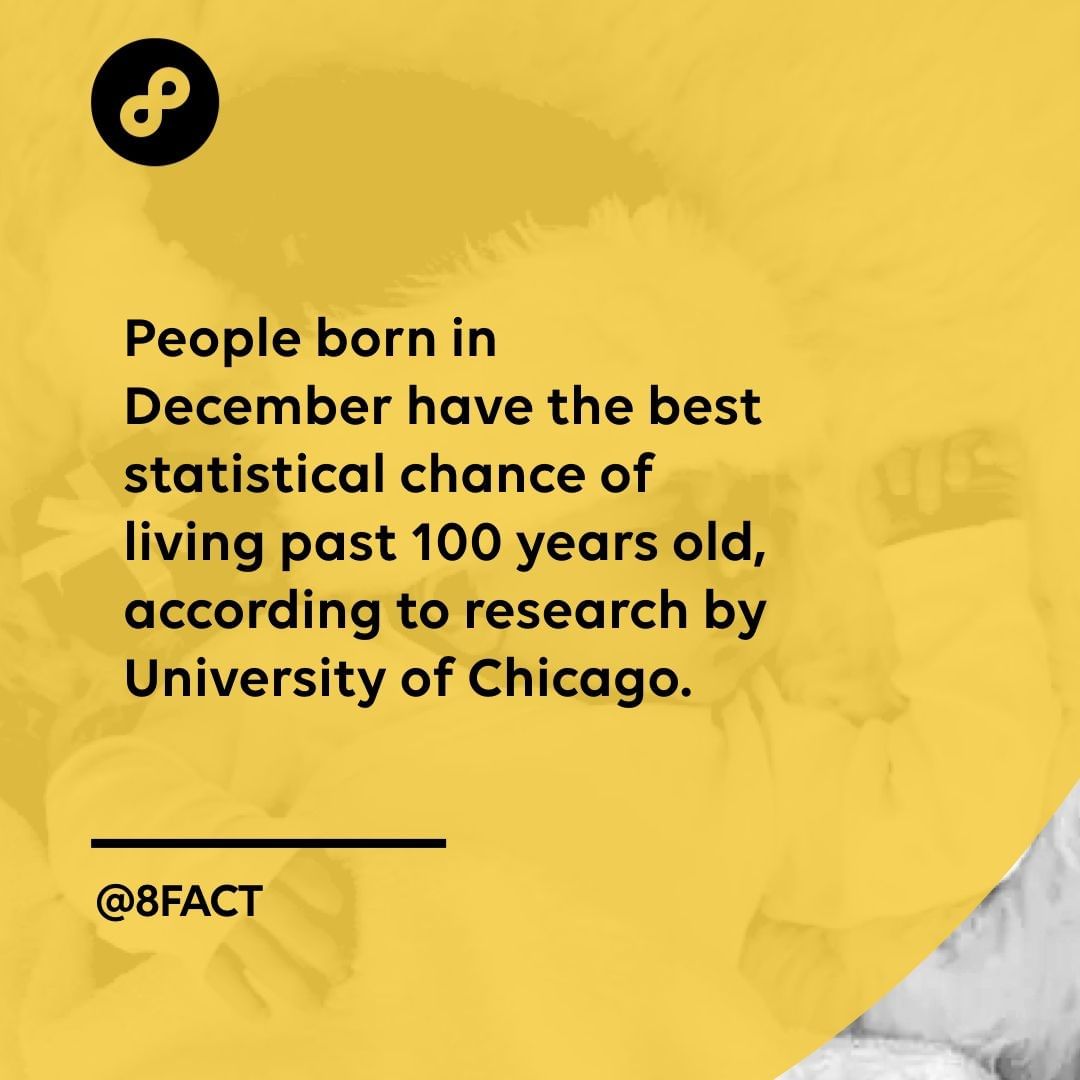 People born in
December have the best
statistical chance of
living past 100 years old,
according to research by
University of Chicago.
@8FACT